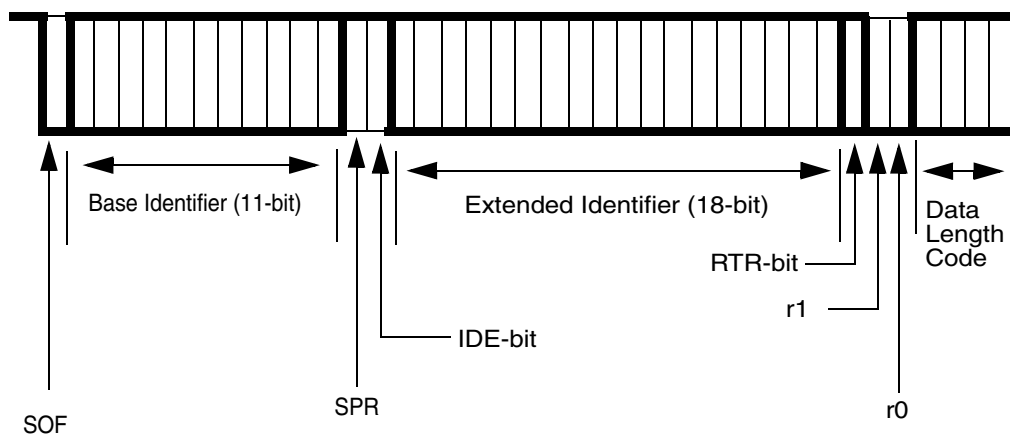 Base Identifier (11-bit)
Extended Identifier (18-bit)
Data
Length
Code
RTR-bit
r1
IDE-bit
SPR
r0
SOF